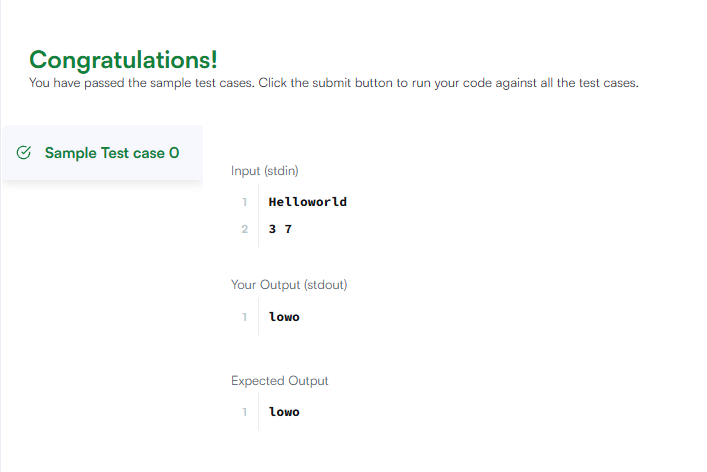 Congratulations!
You have passed the sample test cases. Click the submit button to run your code against all the test cases.
Sample Test case 0
Input (stdin)
1 Helloworld
2 3 7
Your Output (stdout)
1 lowo
Expected Output
1 lowo